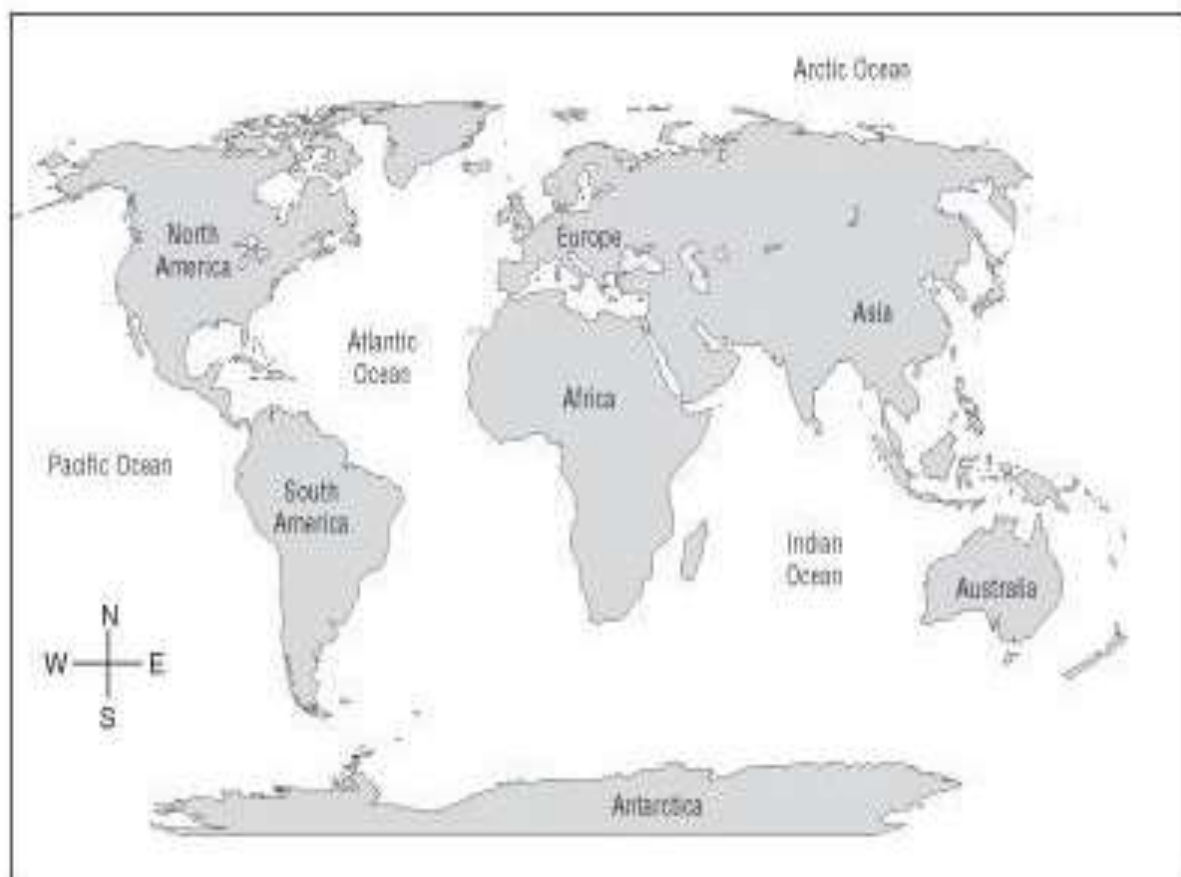 Arctic Ocean
North
America
Europe
Asia
Atlantic
Ocean
Africa
Pacific Ocean
South
America
Indian
Ocean
Australia
N
W E
S
Antarctica